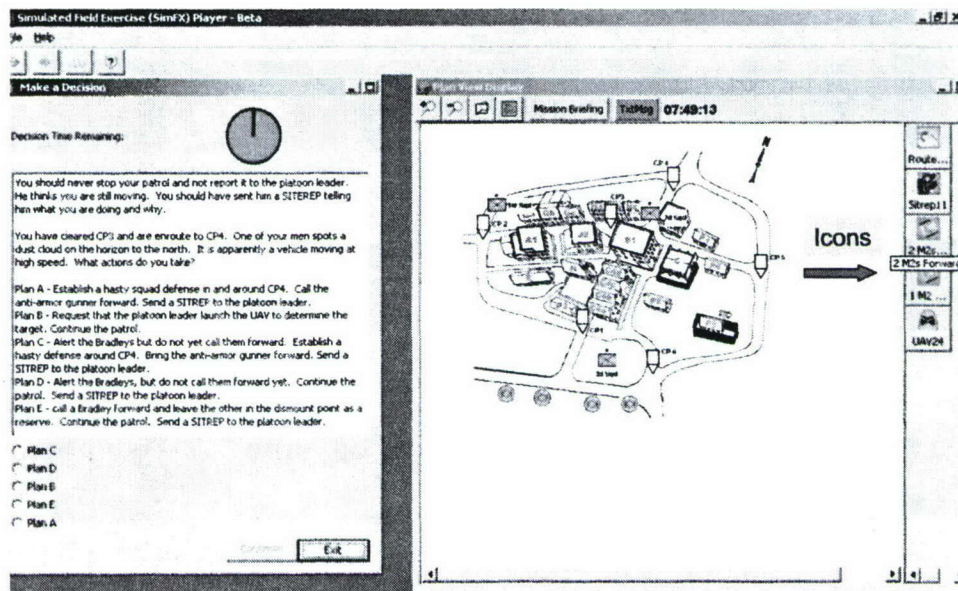 Simulated Field Exercise (SimFX) Player - Beta
Help
Make a Decision
Decision Time Remaining:
You should never stop your patrol and not report it to the platoon leader.
He thinks you are still moving. You should have sent him a SITEREP telling
him what you are doing and why.
You have cleared CP3 and are enroute to CP4. One of your men spots a
dust cloud on the horizon to the north. It is apparently a vehicle moving at
high speed. What actions do you take?
Plan A - Establish a hasty squad defense in and around CP4. Call the
anti-armor gunner forward. Send a SITREP to the platoon leader.
Plan B - Request that the platoon leader launch the UAV to determine the
target. Continue the patrol.
Plan C - Alert the Bradleys but do not yet call them forward. Establish a
hasty defense around CP4. Bring the anti-armor gunner forward. Send a
SITREP to the platoon leader.
Plan D - Alert the Bradleys, but do not call them forward yet. Continue the
patrol. Send a SITREP to the platoon leader.
Plan E - call a Bradley forward and leave the other in the dismount point as a
reserve. Continue the patrol. Send a SITREP to the platoon leader.
Plan C
Plan D
Plan B
Plan E
Plan A
Continue
Exit
Plan View Display
Mission Briefing
TxtMsg
07:49:13
CP4
CP3
CP2
CP5
B1
CP1
CP6
Icons
Route...
Sitrep11
2 M2s...
2 M2s Forward
1 M2 ...
UAV24